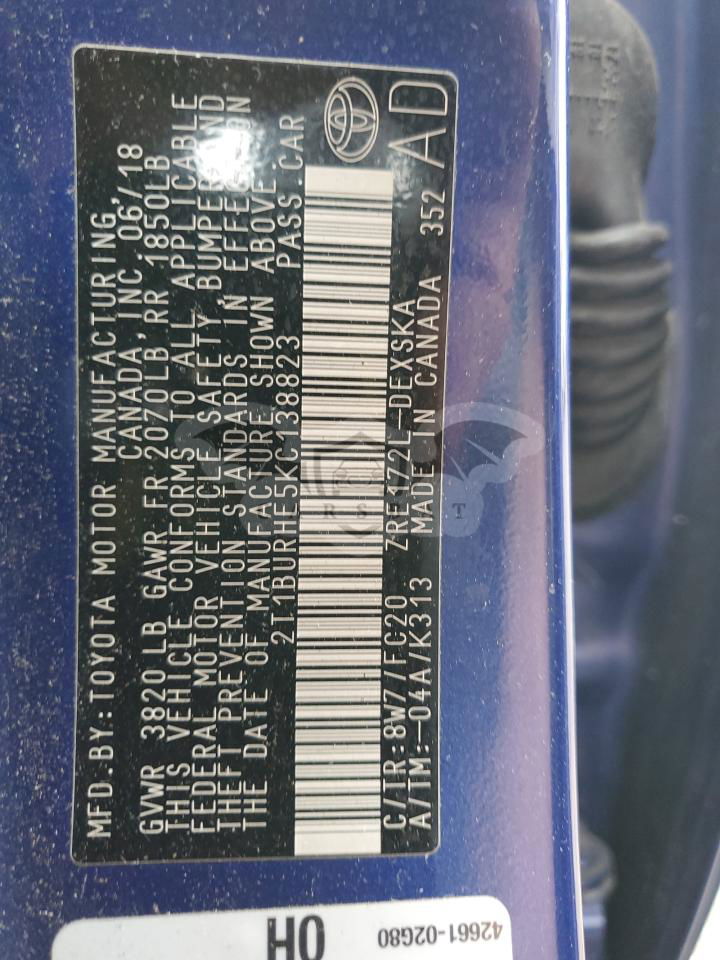 MFD.BY:TOYOTA MOTOR MANUFACTURING
CANADA, INC. 06/18
GVWR 3820LB GAWR FR 2070LB RR 1850LB
THIS VEHICLE CONFORMS TO ALL APPLICABLE
FEDERAL MOTOR VEHICLE SAFETY, BUMPER AND
THEFT PREVENTION STANDARDS IN EFFECT ON
THE DATE OF MANUFACTURE SHOWN ABOVE.
2T1BURHE5KC138823 PASS.CAR
C/TR:8W7/FC20 ZRE172L-DEXSKA
A/TM:-04A/K313 MADE IN CANADA 352
AD
OH
42661-02G80